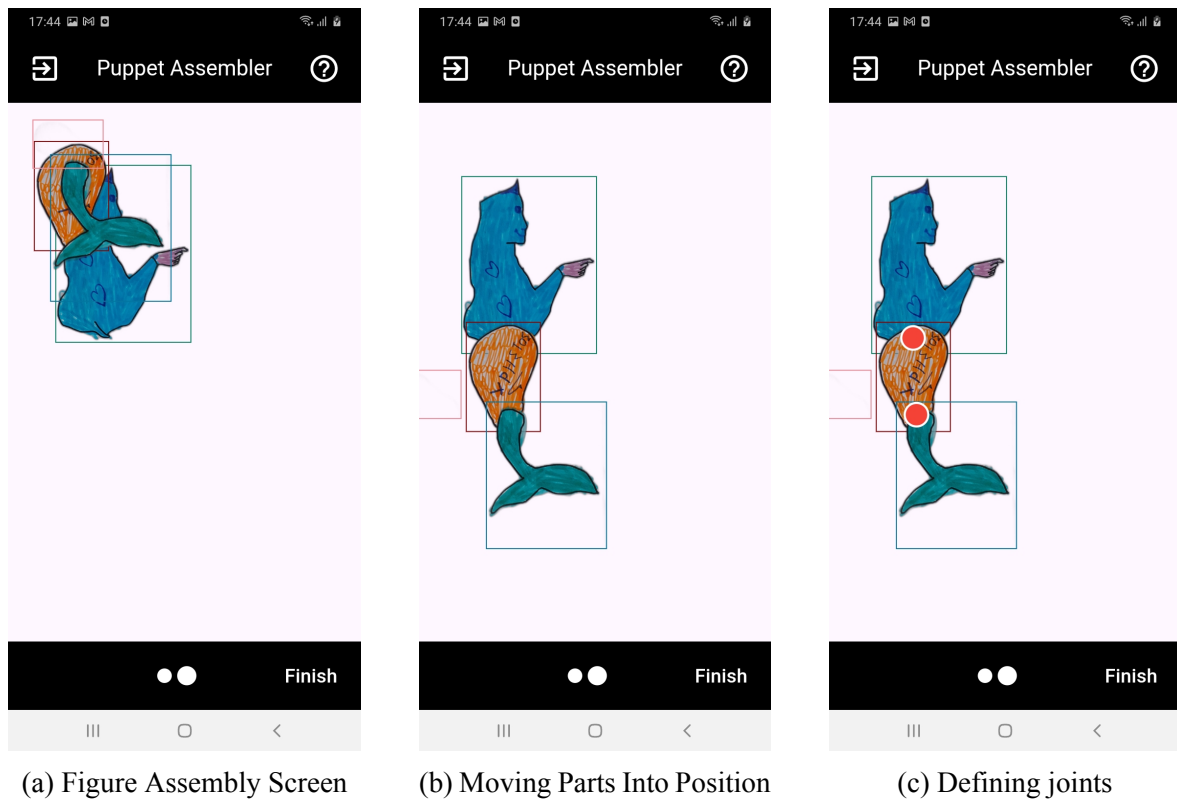 17:44
Puppet Assembler
Finish
(a) Figure Assembly Screen
17:44
Puppet Assembler
Finish
(b) Moving Parts Into Position
17:44
Puppet Assembler
Finish
(c) Defining joints